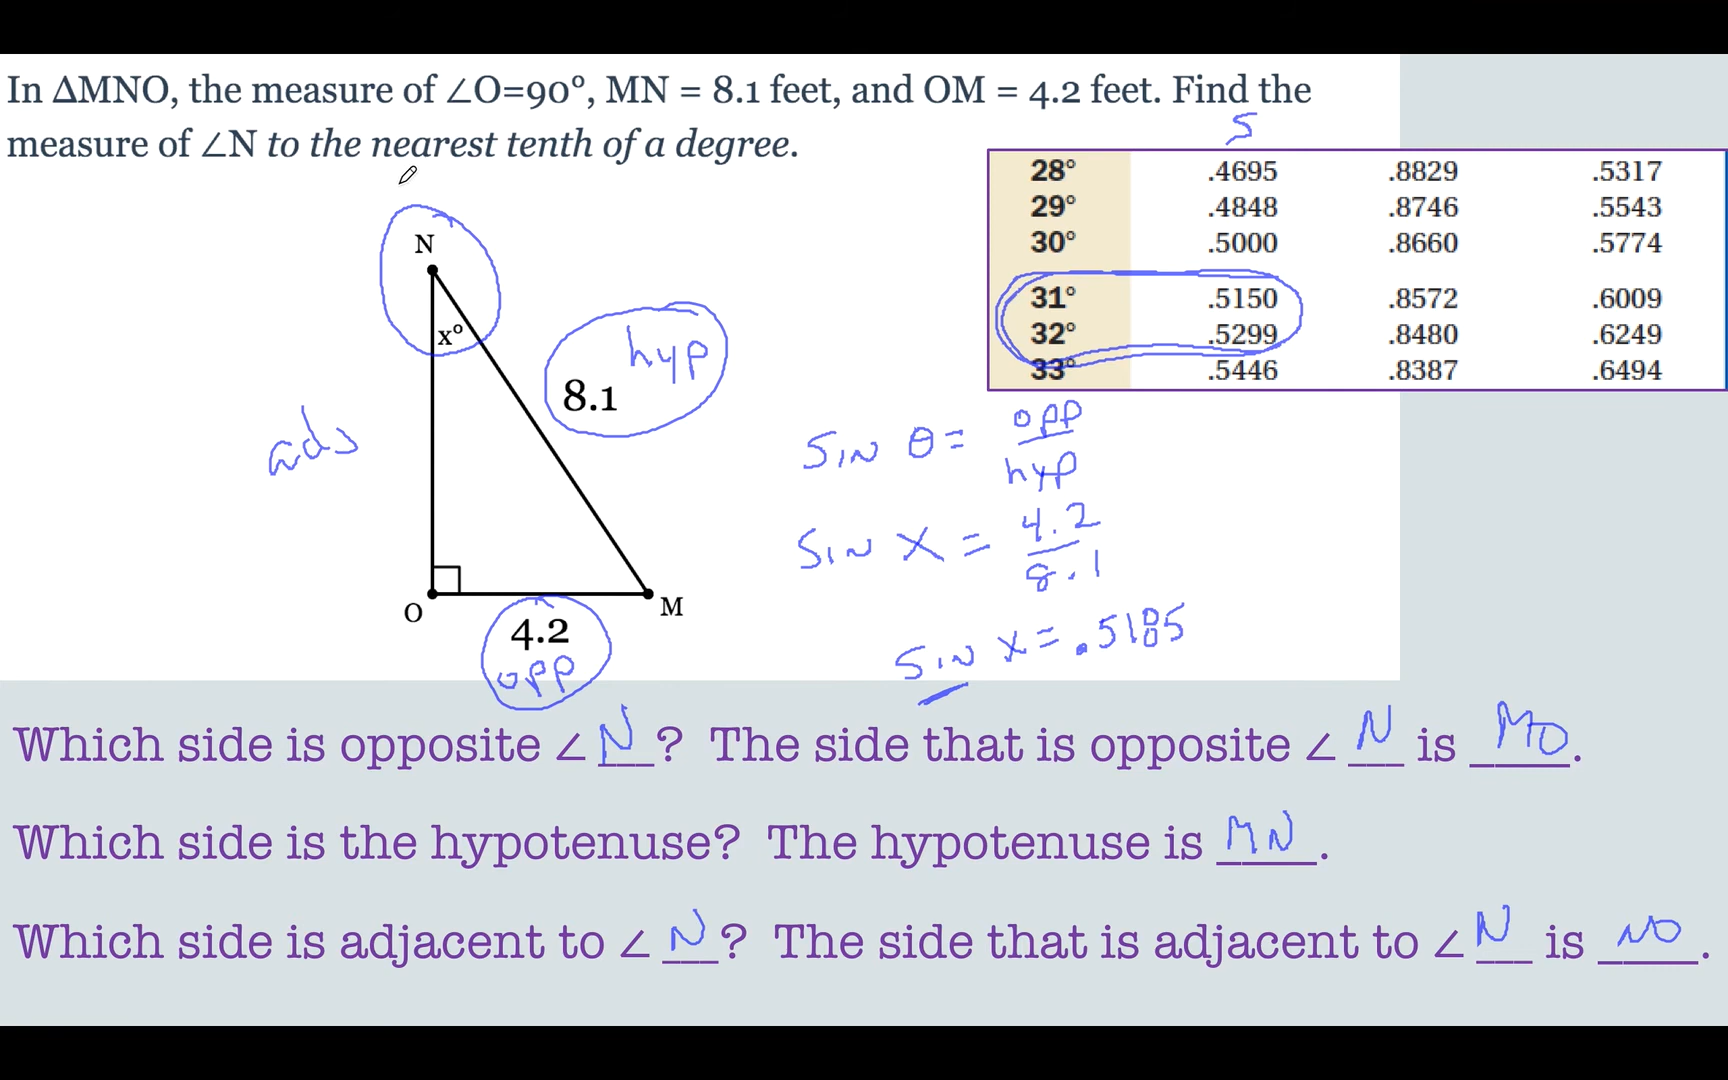 In ΔMNO, the measure of ∠O=90°, MN = 8.1 feet, and OM = 4.2 feet. Find the
measure of ∠N to the nearest tenth of a degree.
S
28° .4695 .8829 .5317
29° .4848 .8746 .5543
30° .5000 .8660 .5774
31° .5150 .8572 .6009
32° .5299 .8480 .6249
33° .5446 .8387 .6494
N
x°
hyp
8.1
adj
O
M
4.2
opp
SIN θ = opp/hyp
SIN X = 4.2/8.1
SIN X = .5185
Which side is opposite ∠ N? The side that is opposite ∠ N is MO.
Which side is the hypotenuse? The hypotenuse is MN.
Which side is adjacent to ∠ N? The side that is adjacent to ∠ N is NO.